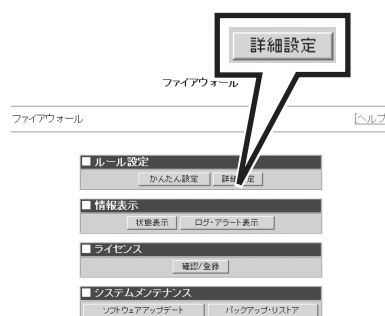 詳細設定
ファイアウォール
ファイアウォール
[ヘルプ
■ ルール設定
かんたん設定 詳細設定
■ 情報表示
状態表示 ログ・アラート表示
■ ライセンス
確認/登録
■ システムメンテナンス
ソフトウェアアップデート バックアップ・リストア